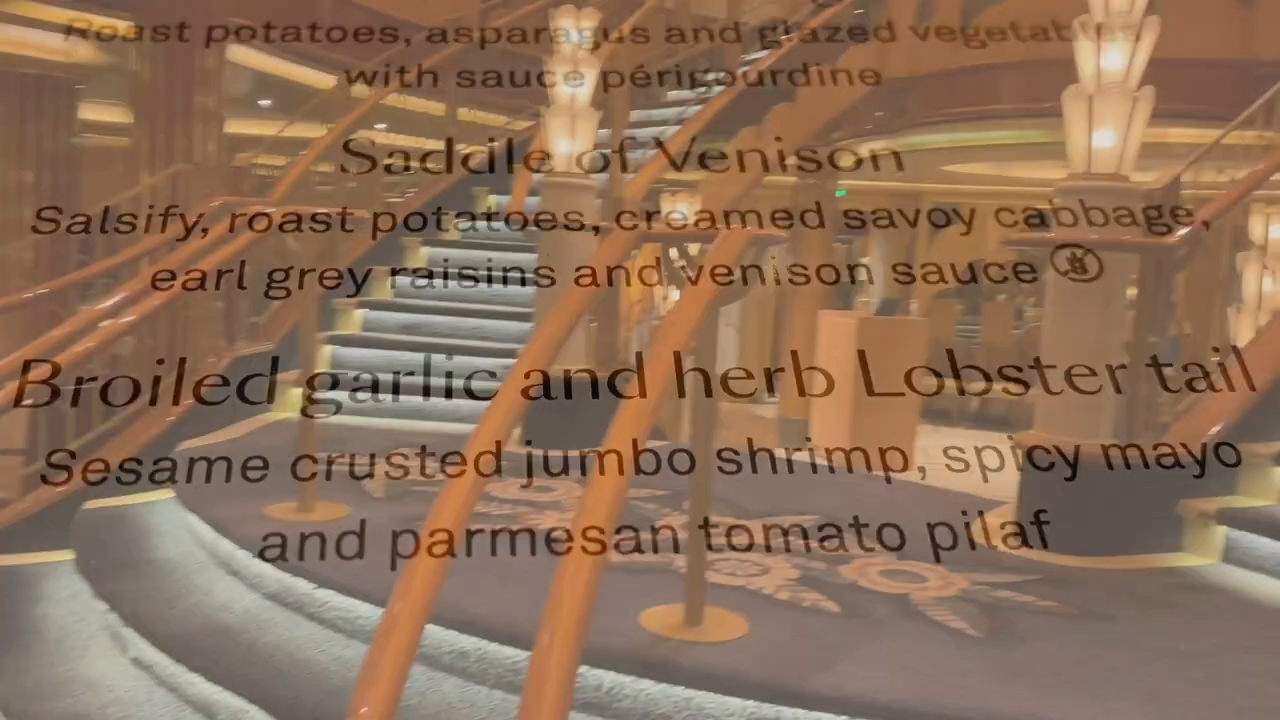 Roast potatoes, asparagus and glazed vegetables
with sauce périgourdine
Saddle of Venison
Salsify, roast potatoes, creamed savoy cabbage,
earl grey raisins and venison sauce
Broiled garlic and herb Lobster tail
Sesame crusted jumbo shrimp, spicy mayo
and parmesan tomato pilaf